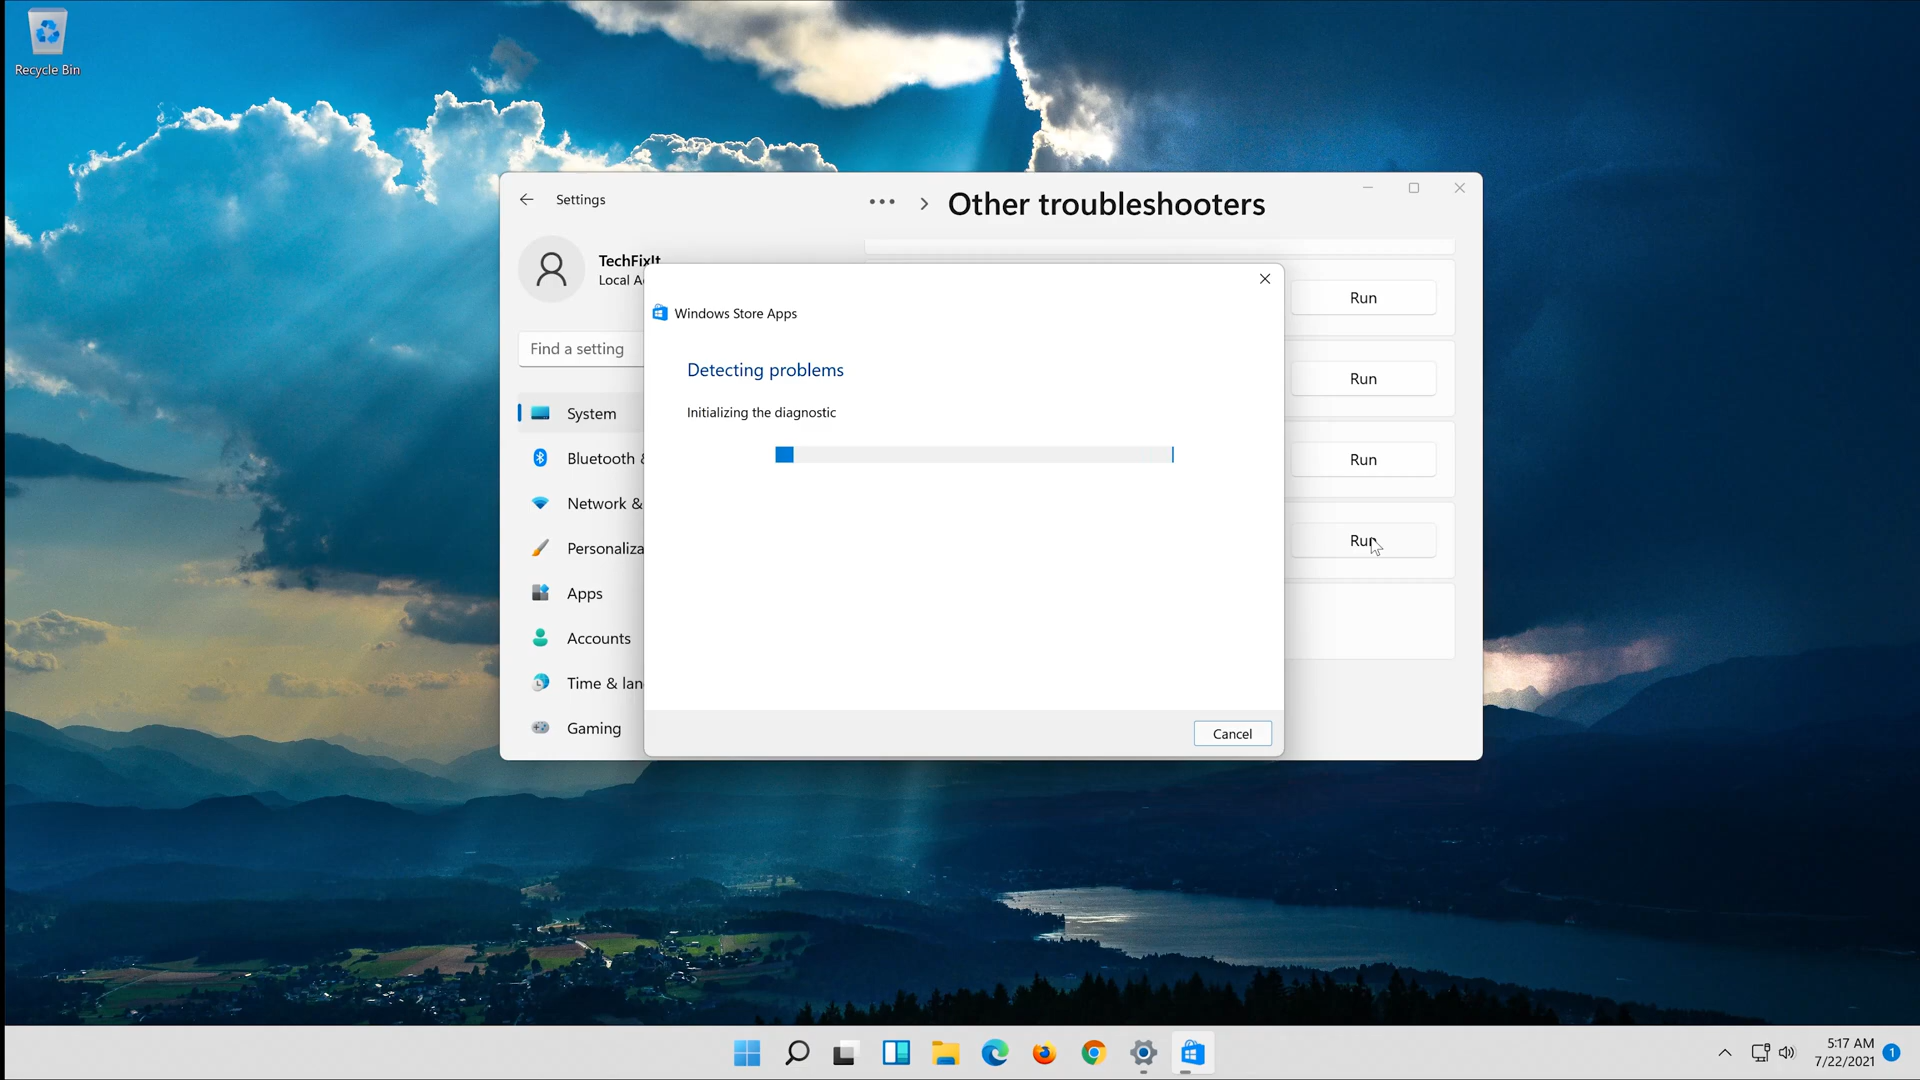 Recycle Bin
Settings
Other troubleshooters
TechFixIt
Local A
Find a setting
System
Bluetooth &
Network &
Personaliza
Apps
Accounts
Time & lan
Gaming
Windows Store Apps
Detecting problems
Initializing the diagnostic
Cancel
Run
Run
Run
Run
5:17 AM
7/22/2021
1